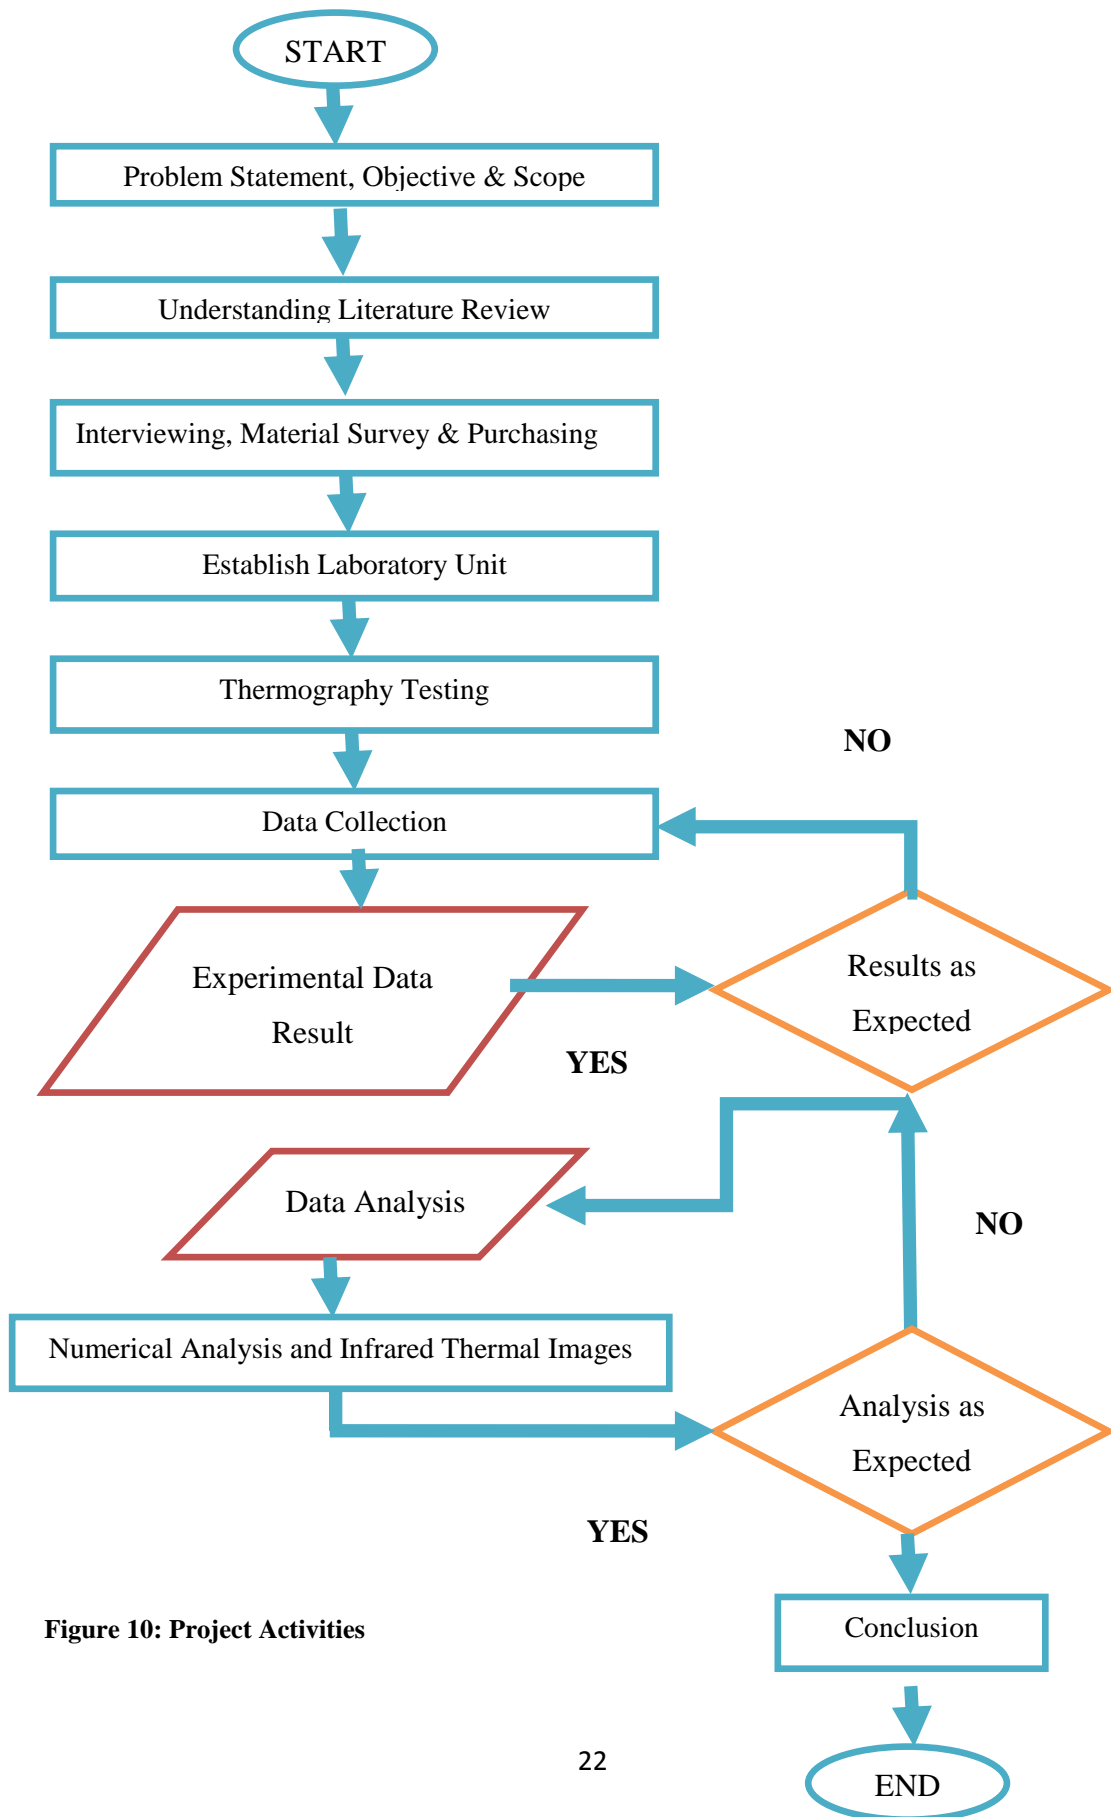 START
Problem Statement, Objective & Scope
Understanding Literature Review
Interviewing, Material Survey & Purchasing
Establish Laboratory Unit
Thermography Testing
NO
Data Collection
Experimental Data
Result
Results as
Expected
YES
Data Analysis
NO
Numerical Analysis and Infrared Thermal Images
Analysis as
Expected
YES
Conclusion
Figure 10: Project Activities
22
END